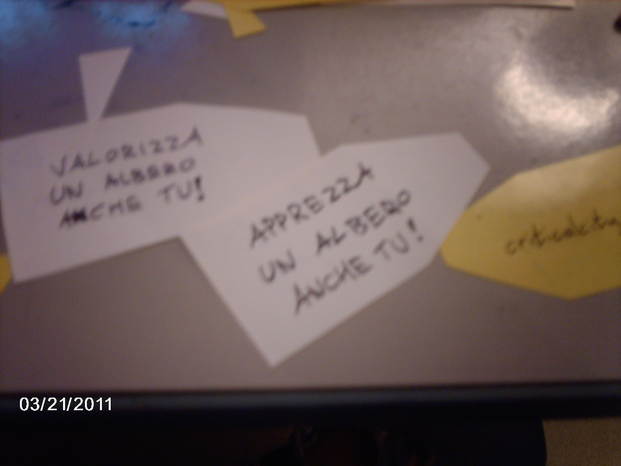 VALORIZZA
UN ALBERO
ANCHE TU!
APPREZZA
UN ALBERO
ANCHE TU!
03/21/2011